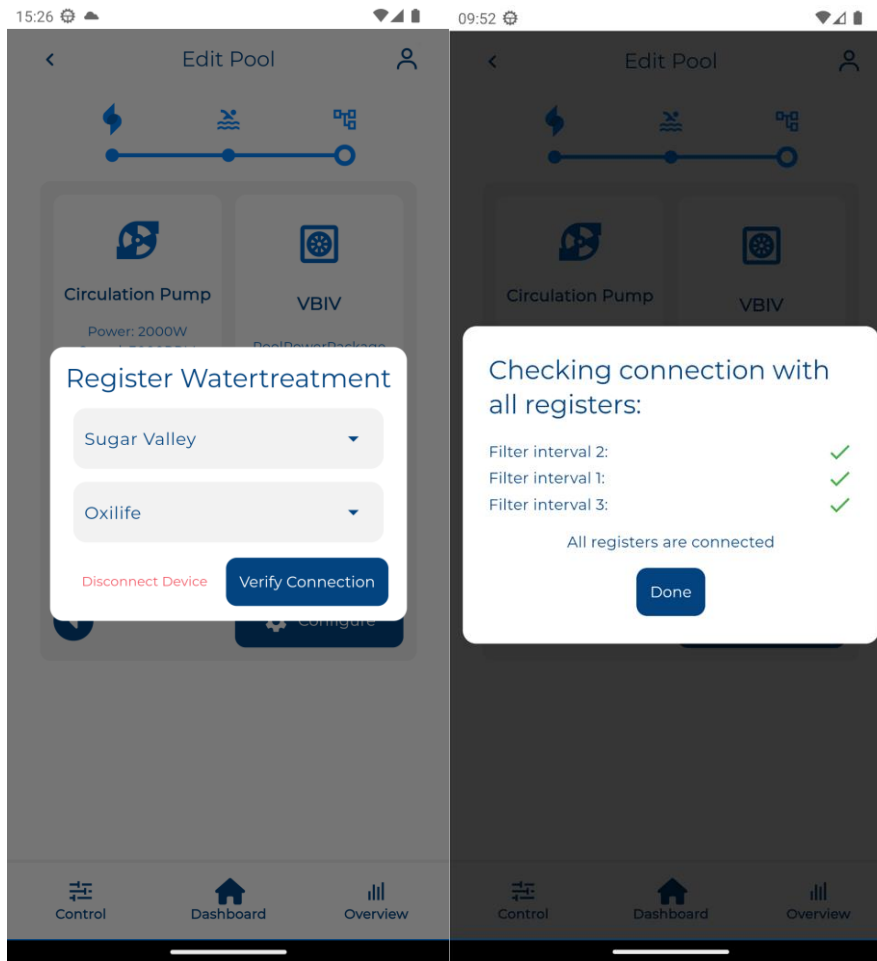 15:26
Edit Pool
Circulation Pump
Power: 2000W
VBIV
PoolPowerPackage
Register Watertreatment
Sugar Valley
Oxilife
Disconnect Device
Verify Connection
Configure
Control
Dashboard
Overview
09:52
Edit Pool
Circulation Pump
VBIV
Checking connection with
all registers:
Filter interval 2:
Filter interval 1:
Filter interval 3:
All registers are connected
Done
Control
Dashboard
Overview